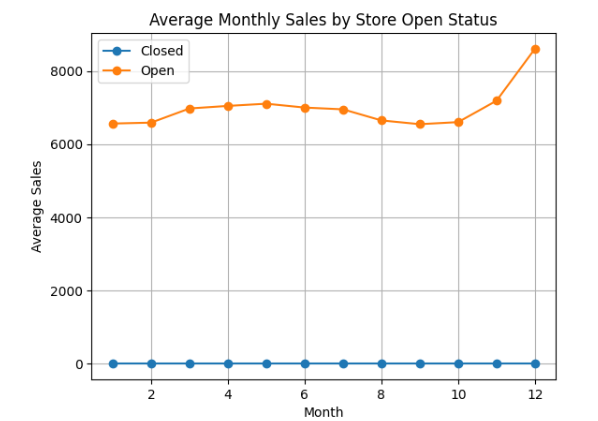 Average Monthly Sales by Store Open Status
Closed
Open
8000
6000
4000
2000
0
Average Sales
2 4 6 8 10 12
Month